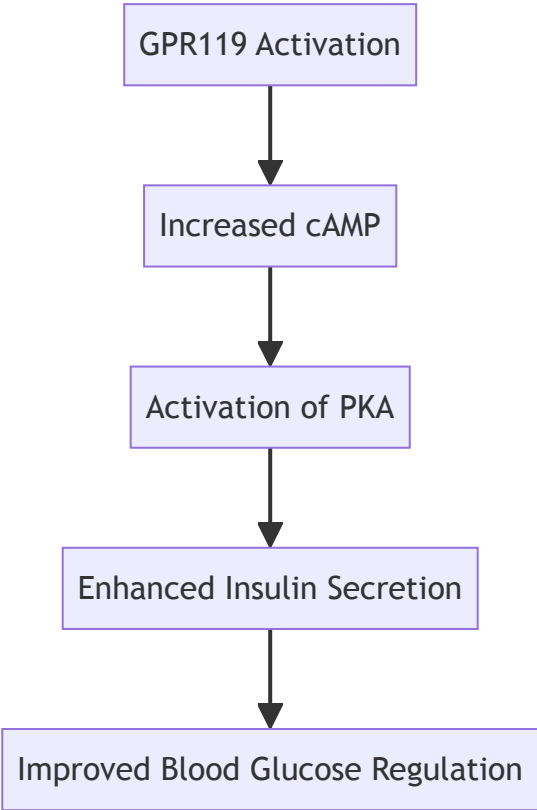 GPR119 Activation
Increased cAMP
Activation of PKA
Enhanced Insulin Secretion
Improved Blood Glucose Regulation